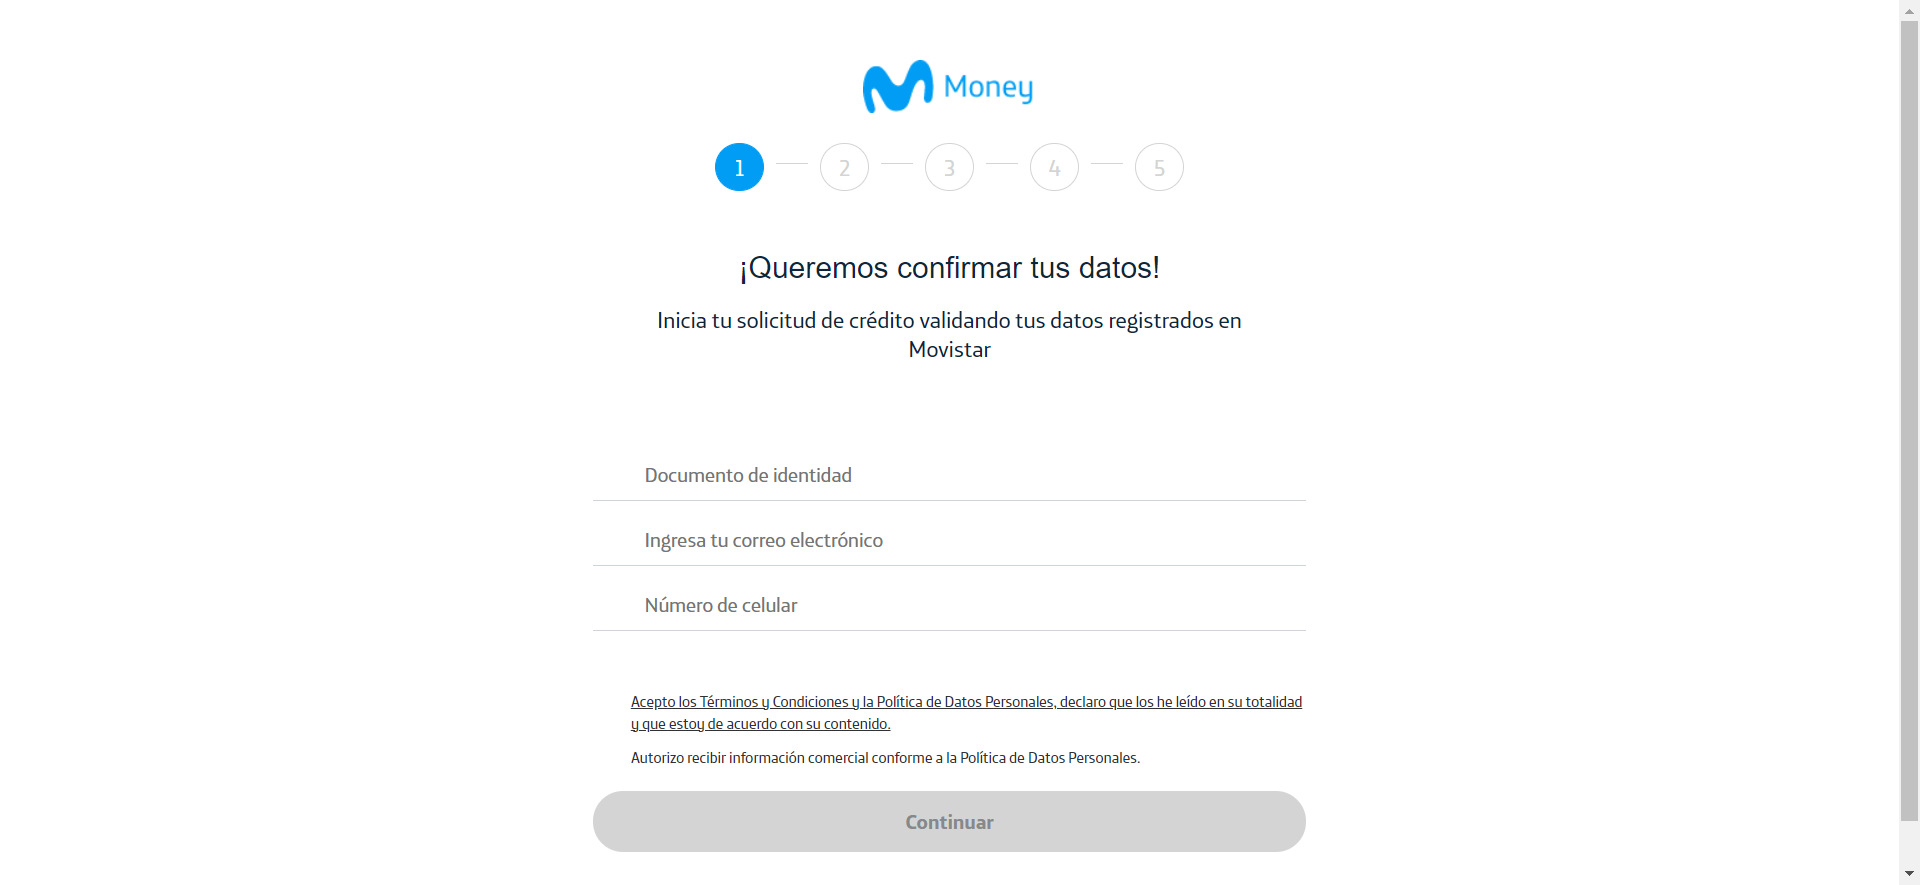 Money
1 2 3 4 5
¡Queremos confirmar tus datos!
Inicia tu solicitud de crédito validando tus datos registrados en
Movistar
Documento de identidad
Ingresa tu correo electrónico
Número de celular
Acepto los Términos y Condiciones y la Política de Datos Personales, declaro que los he leído en su totalidad
y que estoy de acuerdo con su contenido.
Autorizo recibir información comercial conforme a la Política de Datos Personales.
Continuar